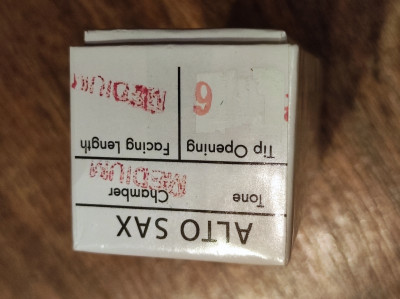 ALTO SAX
Tone Chamber
MEDIUM
Tip Opening
6
Facing Length
MEDIUM